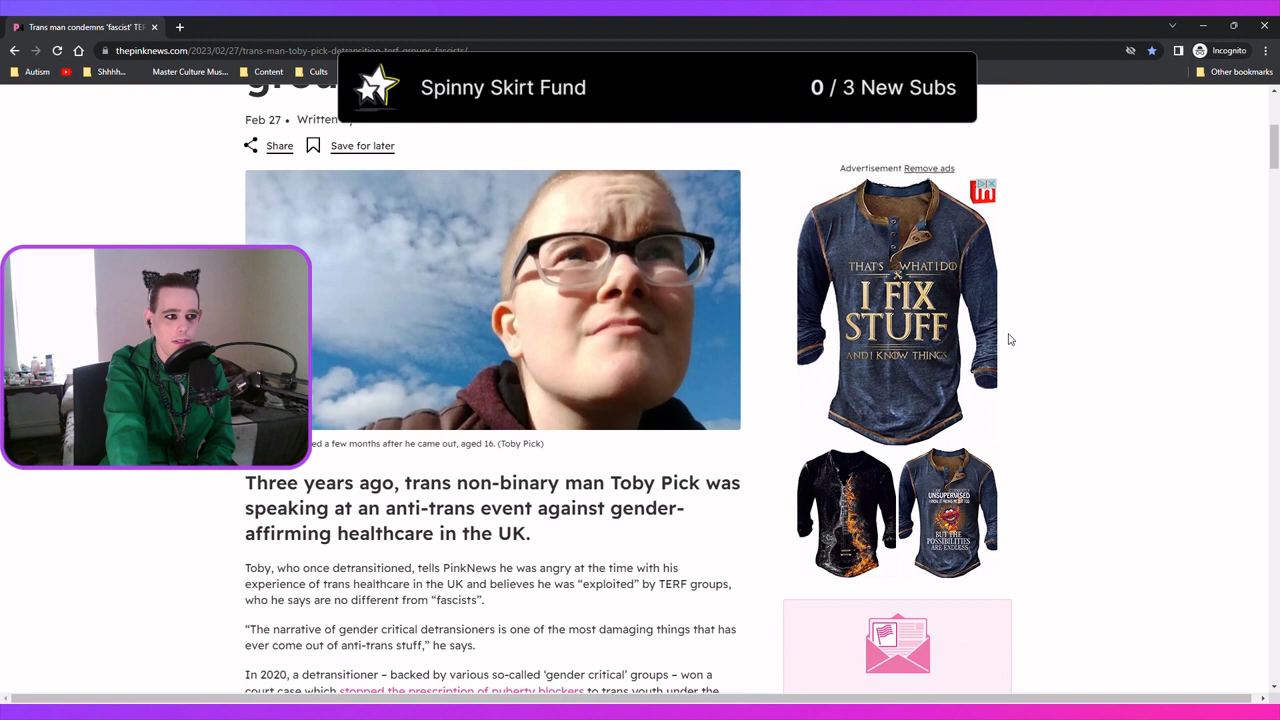 Trans man condemns 'fascist' TER
thepinknews.com/2023/02/27/trans-man-toby-pick-detransition-terf-groups-fascists/
Incognito
Autism
Shhhh...
Master Culture Mus...
Content
Cults
Other bookmarks
Spinny Skirt Fund
0 / 3 New Subs
Feb 27 • Written
Share
Save for later
Advertisement Remove ads
THAT'S WHAT I DO
I FIX
STUFF
AND I KNOW THINGS
UNSUPERVISED
BUT THE
POSSIBILITIES
ARE ENDLESS
ed a few months after he came out, aged 16. (Toby Pick)
Three years ago, trans non-binary man Toby Pick was
speaking at an anti-trans event against gender-
affirming healthcare in the UK.
Toby, who once detransitioned, tells PinkNews he was angry at the time with his
experience of trans healthcare in the UK and believes he was “exploited” by TERF groups,
who he says are no different from “fascists”.
“The narrative of gender critical detransioners is one of the most damaging things that has
ever come out of anti-trans stuff,” he says.
In 2020, a detransitioner – backed by various so-called ‘gender critical’ groups – won a
court case which stopped the prescription of puberty blockers to trans youth under the